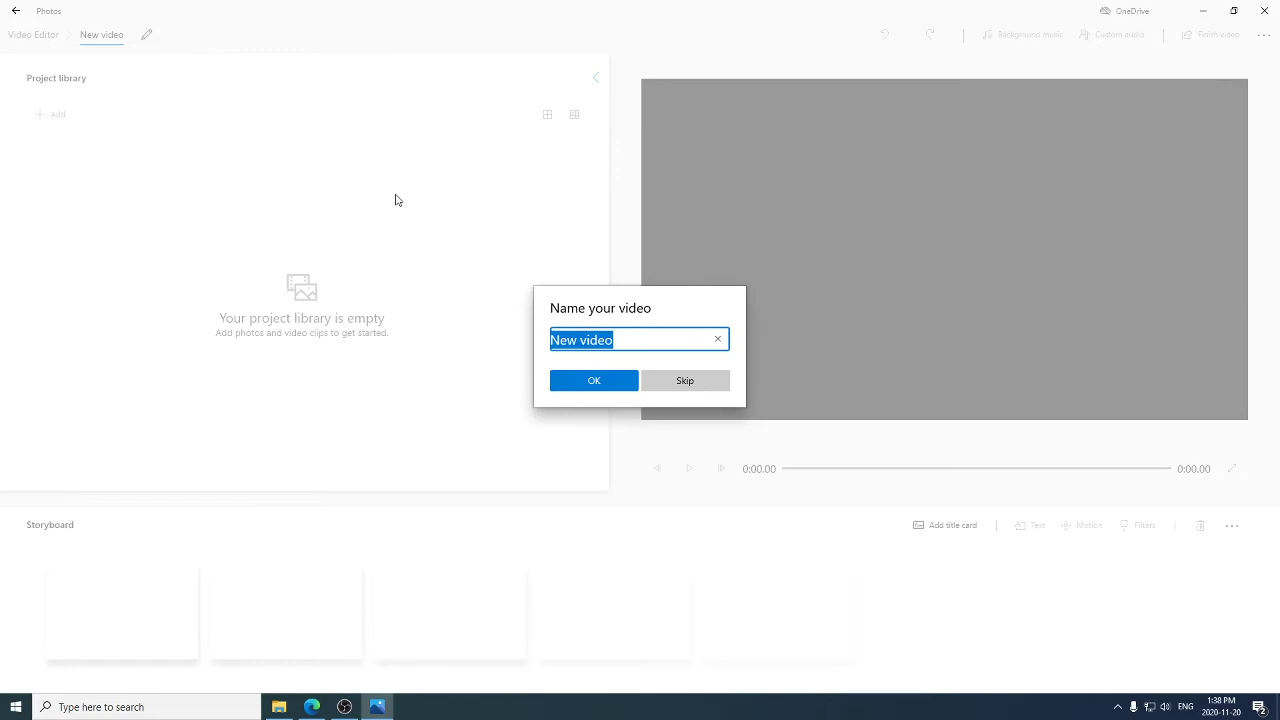 Photos
OneDrive
Video Editor
New video
Background music
Custom audio
Finish video
Project library
Add
Your project library is empty
Add photos and video clips to get started.
Name your video
New video
OK
Skip
0:00.00
0:00.00
Storyboard
Add title card
Text
Motion
Filters
Type here to search
ENG
1:38 PM
2020-11-20
2